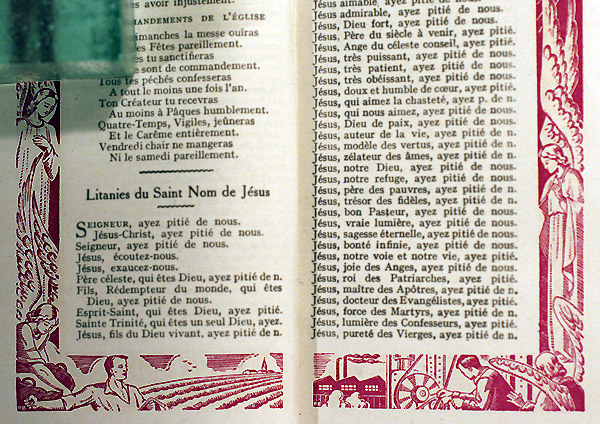 es avoir injustement.
MANDEMENTS DE L'ÉGLISE
imanches la messe ouïras
es Fêtes pareillement.
es tu sanctifieras
e sont de commandement.
Tous tes péchés confesseras
A tout le moins une fois l'an.
Ton Créateur tu recevras
Au moins à Pâques humblement.
Quatre-Temps, Vigiles, jeûneras
Et le Carême entièrement.
Vendredi chair ne mangeras
Ni le samedi pareillement.
Litanies du Saint Nom de Jésus
SEIGNEUR, ayez pitié de nous.
Jésus-Christ, ayez pitié de nous.
Seigneur, ayez pitié de nous.
Jésus, écoutez-nous.
Jésus, exaucez-nous.
Père céleste, qui êtes Dieu, ayez pitié de n.
Fils, Rédempteur du monde, qui êtes
Dieu, ayez pitié de nous.
Esprit-Saint, qui êtes Dieu, ayez pitié.
Sainte Trinité, qui êtes un seul Dieu, ayez.
Jésus, fils du Dieu vivant, ayez pitié de n.
Jésus aimable, ayez pitié de nous.
Jésus admirable, ayez pitié de nous.
Jésus, Dieu fort, ayez pitié de nous.
Jésus, Père du siècle à venir, ayez pitié.
Jésus, Ange du céleste conseil, ayez pitié.
Jésus, très puissant, ayez pitié de nous.
Jésus, très patient, ayez pitié de nous.
Jésus, très obéissant, ayez pitié de nous.
Jésus, doux et humble de cœur, ayez pitié.
Jésus, qui aimez la chasteté, ayez p. de n.
Jésus, qui nous aimez, ayez pitié de nous.
Jésus, Dieu de paix, ayez pitié de nous.
Jésus, auteur de la vie, ayez pitié de n.
Jésus, modèle des vertus, ayez pitié de n.
Jésus, zélateur des âmes, ayez pitié de n.
Jésus, notre Dieu, ayez pitié de nous.
Jésus, notre refuge, ayez pitié de nous.
Jésus, père des pauvres, ayez pitié de n.
Jésus, trésor des fidèles, ayez pitié de n.
Jésus, bon Pasteur, ayez pitié de nous.
Jésus, vraie lumière, ayez pitié de nous.
Jésus, sagesse éternelle, ayez pitié de n.
Jésus, bonté infinie, ayez pitié de nous.
Jésus, notre voie et notre vie, ayez pitié.
Jésus, joie des Anges, ayez pitié de nous.
Jésus, roi des Patriarches, ayez pitié.
Jésus, maître des Apôtres, ayez pitié de n.
Jésus, docteur des Evangélistes, ayez pitié.
Jésus, force des Martyrs, ayez pitié de n.
Jésus, lumière des Confesseurs, ayez pitié.
Jésus, pureté des Vierges, ayez pitié de n.